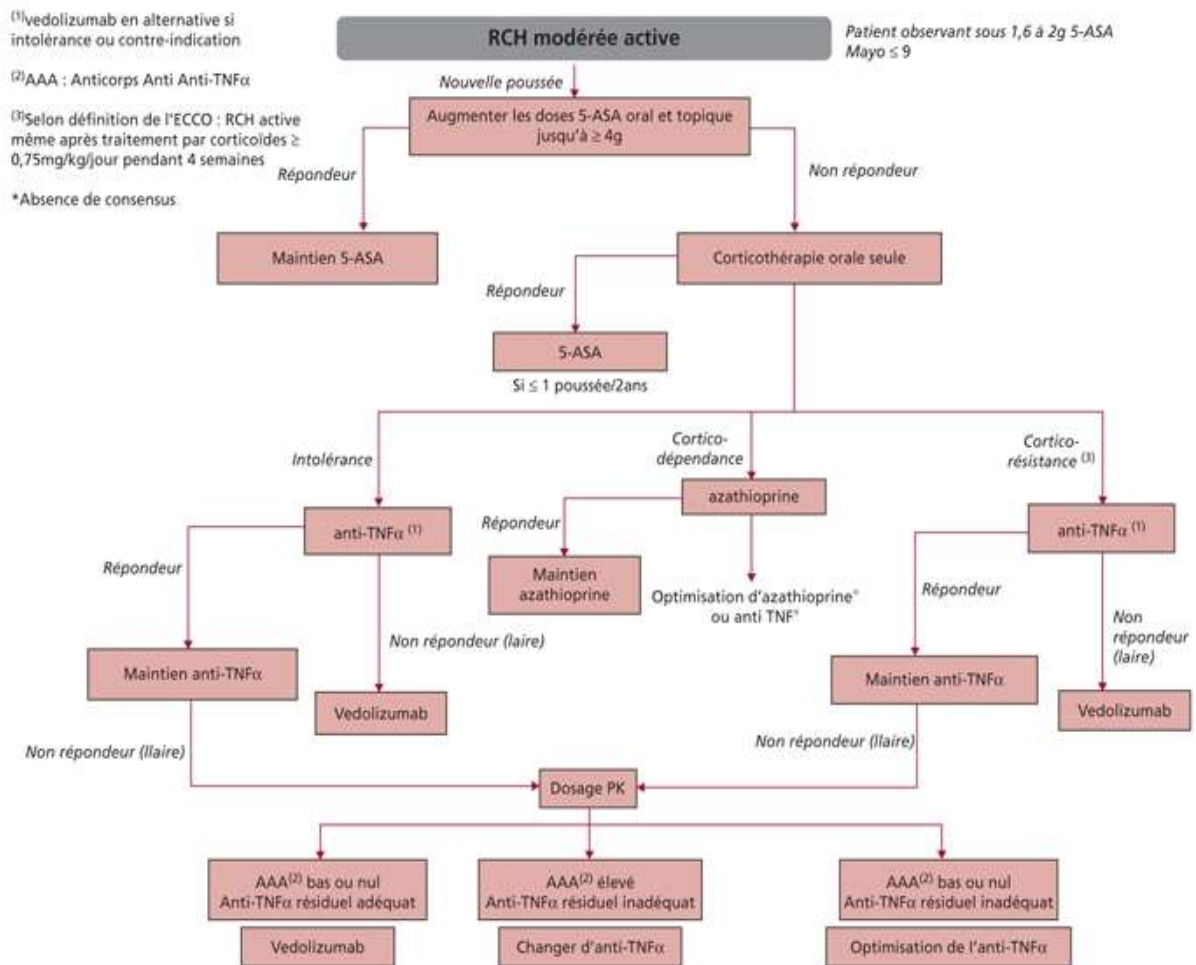 (1)vedolizumab en alternative si
intolérance ou contre-indication
(2)AAA : Anticorps Anti Anti-TNFα
(3)Selon définition de l'ECCO : RCH active
même après traitement par corticoïdes ≥
0,75mg/kg/jour pendant 4 semaines
*Absence de consensus
RCH modérée active
Patient observant sous 1,6 à 2g 5-ASA
Mayo ≤ 9
Nouvelle poussée
Augmenter les doses 5-ASA oral et topique
jusqu'à ≥ 4g
Répondeur
Non répondeur
Maintien 5-ASA
Corticothérapie orale seule
Répondeur
5-ASA
Si ≤ 1 poussée/2ans
Intolérance
Cortico-
dépendance
Cortico-
résistance (3)
anti-TNFα (1)
azathioprine
anti-TNFα (1)
Répondeur
Répondeur
Répondeur
Maintien
azathioprine
Optimisation d'azathioprine*
ou anti TNF*
Non répondeur (Iaire)
Non
répondeur
(Iaire)
Maintien anti-TNFα
Vedolizumab
Maintien anti-TNFα
Vedolizumab
Non répondeur (IIaire)
Non répondeur (IIaire)
Dosage PK
AAA(2) bas ou nul
Anti-TNFα résiduel adéquat
AAA(2) élevé
Anti-TNFα résiduel inadéquat
AAA(2) bas ou nul
Anti-TNFα résiduel inadéquat
Vedolizumab
Changer d'anti-TNFα
Optimisation de l'anti-TNFα